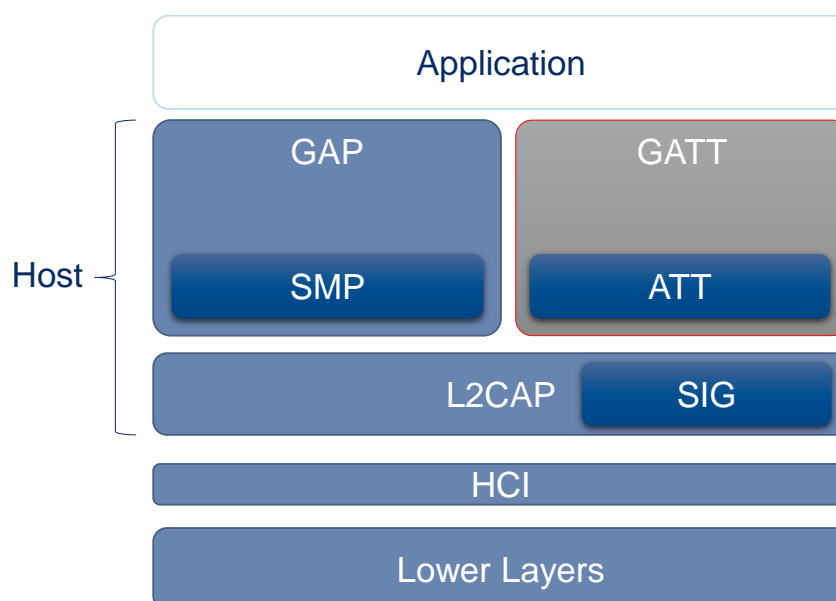 Application
GAP
GATT
Host
SMP
ATT
L2CAP
SIG
HCI
Lower Layers